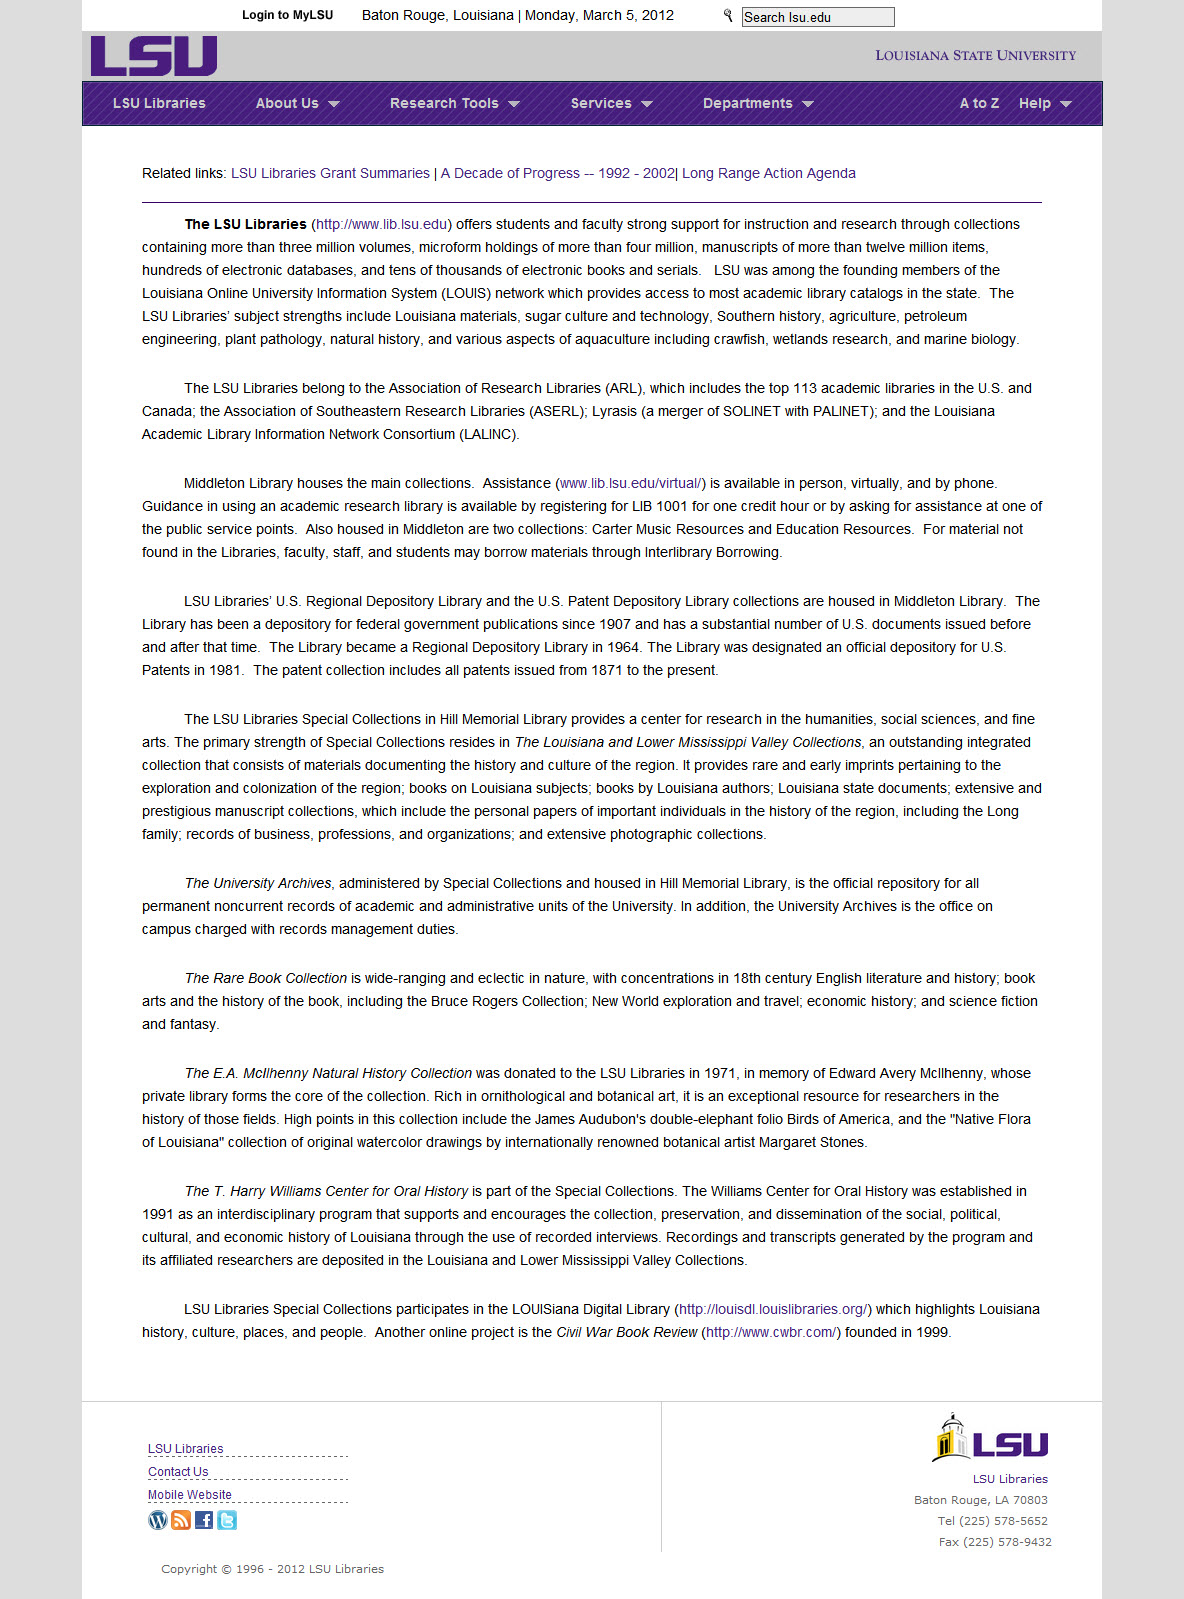 Login to MyLSU Baton Rouge, Louisiana | Monday, March 5, 2012 Search lsu.edu
LSU LOUISIANA STATE UNIVERSITY
LSU Libraries About Us Research Tools Services Departments A to Z Help
Related links: LSU Libraries Grant Summaries | A Decade of Progress -- 1992 - 2002| Long Range Action Agenda
The LSU Libraries (http://www.lib.lsu.edu) offers students and faculty strong support for instruction and research through collections
containing more than three million volumes, microform holdings of more than four million, manuscripts of more than twelve million items,
hundreds of electronic databases, and tens of thousands of electronic books and serials. LSU was among the founding members of the
Louisiana Online University Information System (LOUIS) network which provides access to most academic library catalogs in the state. The
LSU Libraries' subject strengths include Louisiana materials, sugar culture and technology, Southern history, agriculture, petroleum
engineering, plant pathology, natural history, and various aspects of aquaculture including crawfish, wetlands research, and marine biology.
The LSU Libraries belong to the Association of Research Libraries (ARL), which includes the top 113 academic libraries in the U.S. and
Canada; the Association of Southeastern Research Libraries (ASERL); Lyrasis (a merger of SOLINET with PALINET); and the Louisiana
Academic Library Information Network Consortium (LALINC).
Middleton Library houses the main collections. Assistance (www.lib.lsu.edu/virtual/) is available in person, virtually, and by phone.
Guidance in using an academic research library is available by registering for LIB 1001 for one credit hour or by asking for assistance at one of
the public service points. Also housed in Middleton are two collections: Carter Music Resources and Education Resources. For material not
found in the Libraries, faculty, staff, and students may borrow materials through Interlibrary Borrowing.
LSU Libraries' U.S. Regional Depository Library and the U.S. Patent Depository Library collections are housed in Middleton Library. The
Library has been a depository for federal government publications since 1907 and has a substantial number of U.S. documents issued before
and after that time. The Library became a Regional Depository Library in 1964. The Library was designated an official depository for U.S.
Patents in 1981. The patent collection includes all patents issued from 1871 to the present.
The LSU Libraries Special Collections in Hill Memorial Library provides a center for research in the humanities, social sciences, and fine
arts. The primary strength of Special Collections resides in The Louisiana and Lower Mississippi Valley Collections, an outstanding integrated
collection that consists of materials documenting the history and culture of the region. It provides rare and early imprints pertaining to the
exploration and colonization of the region; books on Louisiana subjects; books by Louisiana authors; Louisiana state documents; extensive and
prestigious manuscript collections, which include the personal papers of important individuals in the history of the region, including the Long
family; records of business, professions, and organizations; and extensive photographic collections.
The University Archives, administered by Special Collections and housed in Hill Memorial Library, is the official repository for all
permanent noncurrent records of academic and administrative units of the University. In addition, the University Archives is the office on
campus charged with records management duties.
The Rare Book Collection is wide-ranging and eclectic in nature, with concentrations in 18th century English literature and history; book
arts and the history of the book, including the Bruce Rogers Collection; New World exploration and travel; economic history; and science fiction
and fantasy.
The E.A. McIlhenny Natural History Collection was donated to the LSU Libraries in 1971, in memory of Edward Avery McIlhenny, whose
private library forms the core of the collection. Rich in ornithological and botanical art, it is an exceptional resource for researchers in the
history of those fields. High points in this collection include the James Audubon's double-elephant folio Birds of America, and the "Native Flora
of Louisiana" collection of original watercolor drawings by internationally renowned botanical artist Margaret Stones.
The T. Harry Williams Center for Oral History is part of the Special Collections. The Williams Center for Oral History was established in
1991 as an interdisciplinary program that supports and encourages the collection, preservation, and dissemination of the social, political,
cultural, and economic history of Louisiana through the use of recorded interviews. Recordings and transcripts generated by the program and
its affiliated researchers are deposited in the Louisiana and Lower Mississippi Valley Collections.
LSU Libraries Special Collections participates in the LOUISiana Digital Library (http://louisdl.louislibraries.org/) which highlights Louisiana
history, culture, places, and people. Another online project is the Civil War Book Review (http://www.cwbr.com/) founded in 1999.
LSU Libraries
Contact Us
Mobile Website
LSU
LSU Libraries
Baton Rouge, LA 70803
Tel (225) 578-5652
Fax (225) 578-9432
Copyright © 1996 - 2012 LSU Libraries